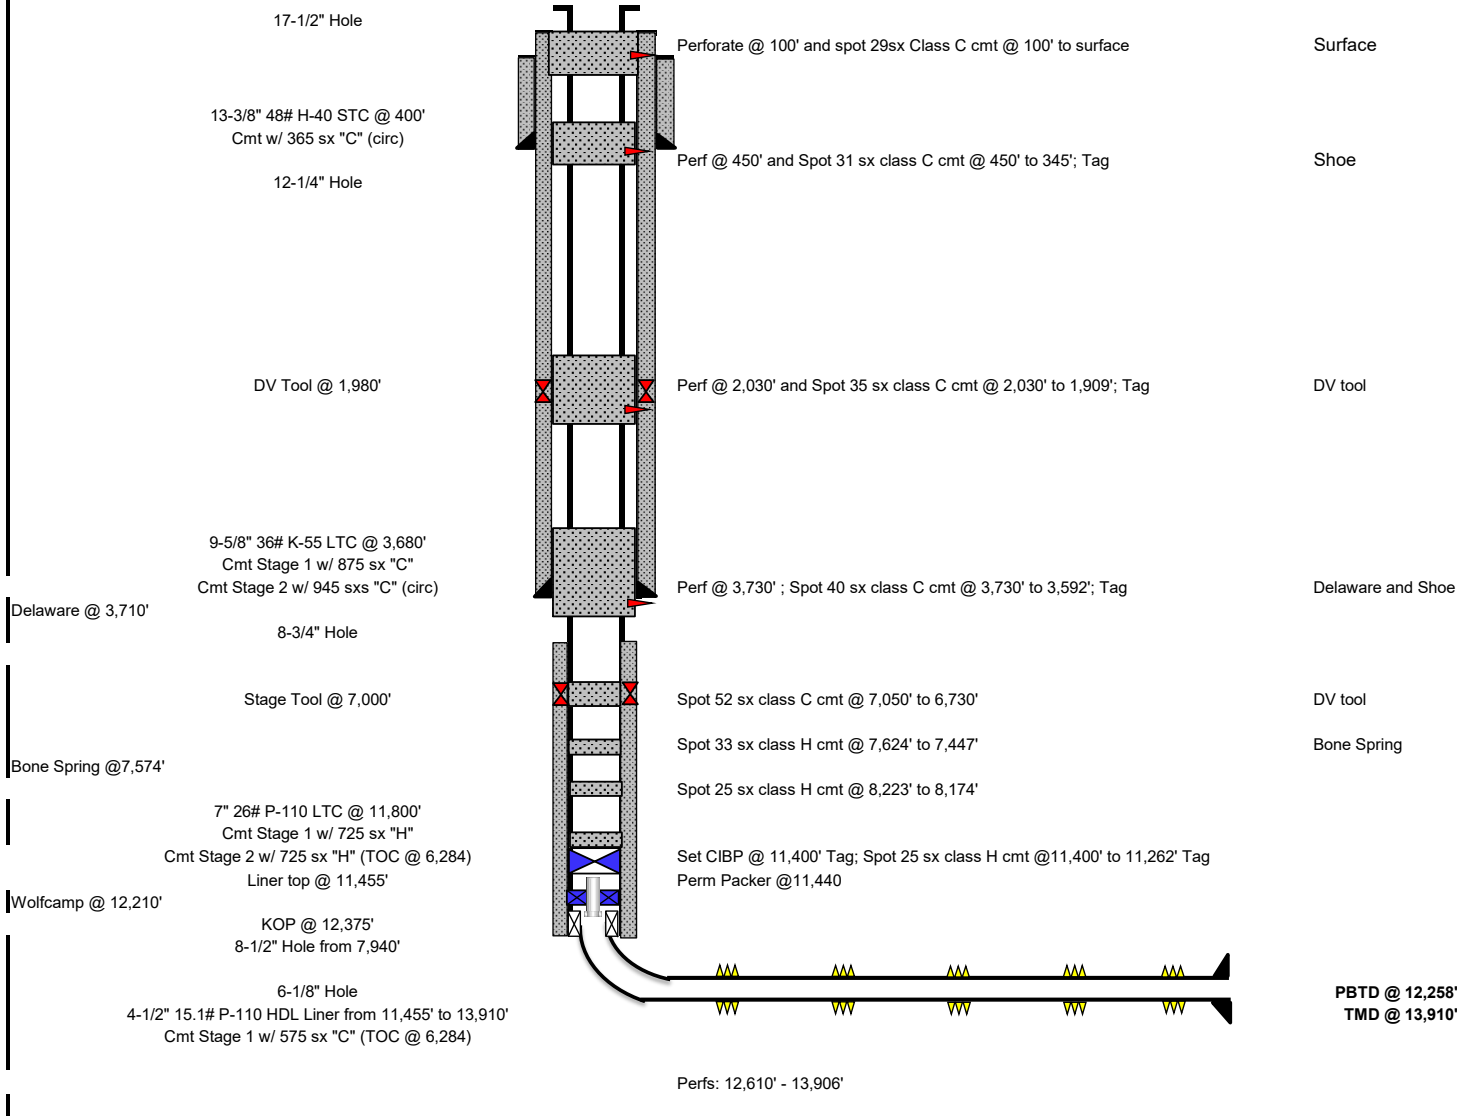 17-1/2" Hole
Perforate @ 100' and spot 29sx Class C cmt @ 100' to surface
Surface
13-3/8" 48# H-40 STC @ 400'
Cmt w/ 365 sx "C" (circ)
Perf @ 450' and Spot 31 sx class C cmt @ 450' to 345'; Tag
Shoe
12-1/4" Hole
DV Tool @ 1,980'
Perf @ 2,030' and Spot 35 sx class C cmt @ 2,030' to 1,909'; Tag
DV tool
9-5/8" 36# K-55 LTC @ 3,680'
Cmt Stage 1 w/ 875 sx "C"
Cmt Stage 2 w/ 945 sxs "C" (circ)
Perf @ 3,730' ; Spot 40 sx class C cmt @ 3,730' to 3,592'; Tag
Delaware and Shoe
Delaware @ 3,710'
8-3/4" Hole
Stage Tool @ 7,000'
Spot 52 sx class C cmt @ 7,050' to 6,730'
DV tool
Spot 33 sx class H cmt @ 7,624' to 7,447'
Bone Spring
Bone Spring @7,574'
Spot 25 sx class H cmt @ 8,223' to 8,174'
7" 26# P-110 LTC @ 11,800'
Cmt Stage 1 w/ 725 sx "H"
Cmt Stage 2 w/ 725 sx "H" (TOC @ 6,284)
Set CIBP @ 11,400' Tag; Spot 25 sx class H cmt @11,400' to 11,262' Tag
Liner top @ 11,455'
Perm Packer @11,440
Wolfcamp @ 12,210'
KOP @ 12,375'
8-1/2" Hole from 7,940'
6-1/8" Hole
PBTD @ 12,258'
4-1/2" 15.1# P-110 HDL Liner from 11,455' to 13,910'
TMD @ 13,910'
Cmt Stage 1 w/ 575 sx "C" (TOC @ 6,284)
Perfs: 12,610' - 13,906'